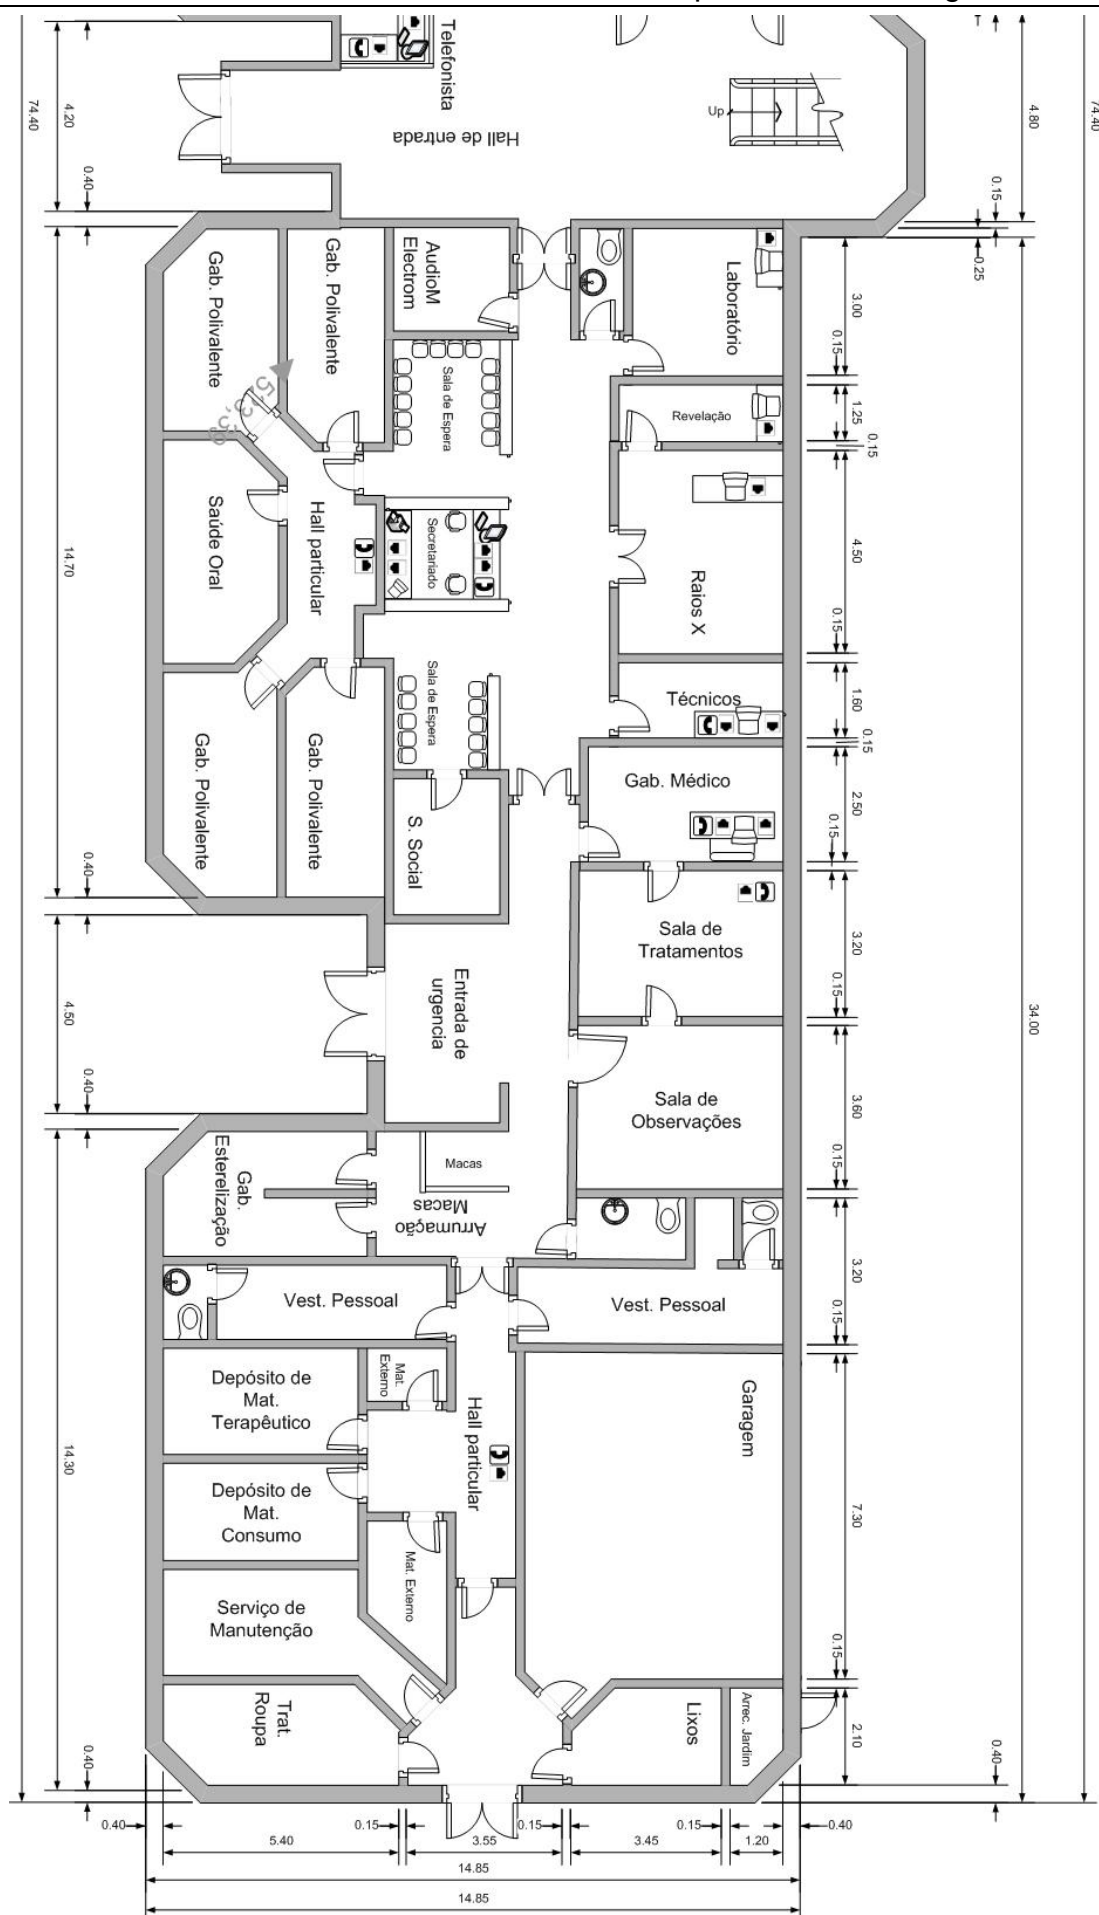 Telefonista
Hall de entrada
Up
74.40
4.20
0.40
14.70
0.40
4.50
0.40
14.30
0.40
74.40
4.80
0.15
0.25
3.00
0.15
1.25
0.15
4.50
0.15
1.60
0.15
2.50
0.15
3.20
0.15
34.00
3.60
0.15
3.20
0.15
7.30
0.15
2.10
0.40
Gab. Polivalente
Gab. Polivalente
AudioM
Electrom
Laboratório
Sala de Espera
Revelação
Saúde Oral
Hall particular
Secretariado
Raios X
Sala de Espera
Técnicos
Gab. Polivalente
Gab. Polivalente
S. Social
Gab. Médico
Sala de
Tratamentos
Entrada de
urgencia
Sala de
Observações
Gab.
Esterelização
Macas
Arrumação
Macas
Vest. Pessoal
Vest. Pessoal
Depósito de
Mat.
Terapêutico
Mat.
Externo
Hall particular
Garagem
Depósito de
Mat.
Consumo
Mat. Externo
Serviço de
Manutenção
Trat.
Roupa
Lixos
Arrec. Jardim
0.40
5.40
0.15
3.55
0.15
3.45
0.15
1.20
0.40
14.85
14.85